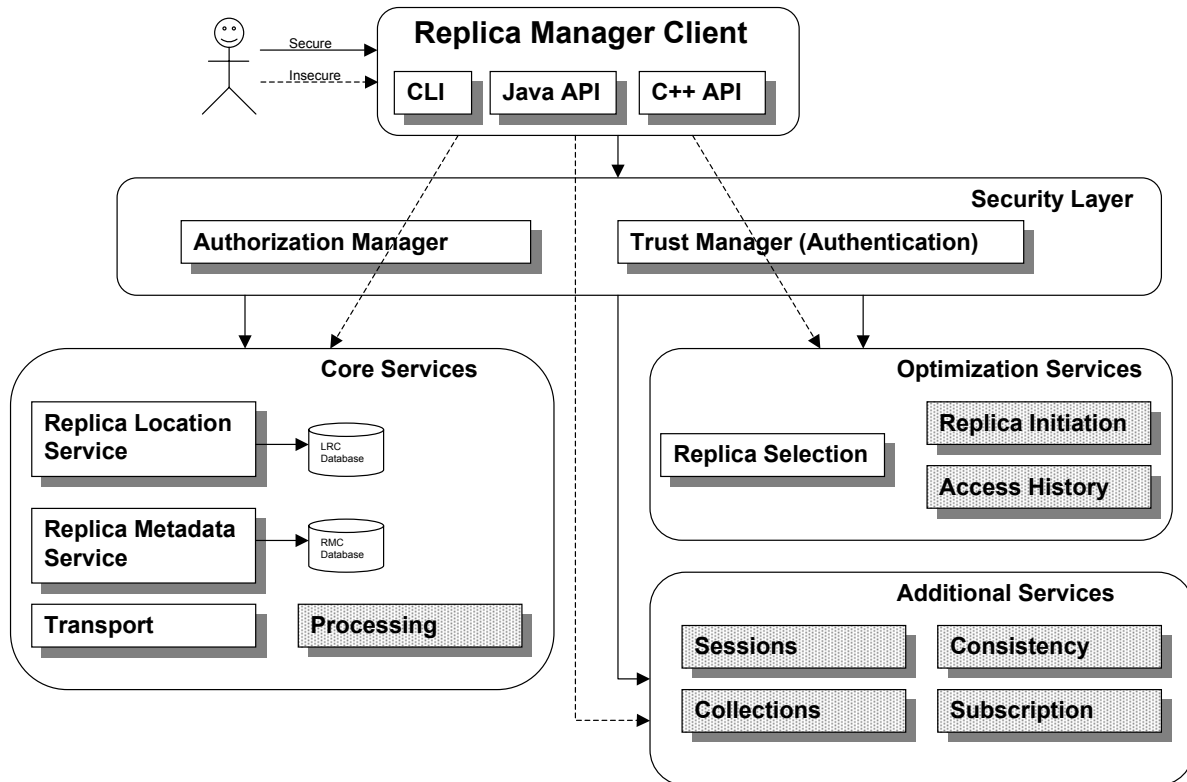 Replica Manager Client
Secure
Insecure
CLI
Java API
C++ API
Security Layer
Authorization Manager
Trust Manager (Authentication)
Core Services
Replica Location
Service
LRC
Database
Replica Metadata
Service
RMC
Database
Transport
Processing
Optimization Services
Replica Selection
Replica Initiation
Access History
Additional Services
Sessions
Consistency
Collections
Subscription